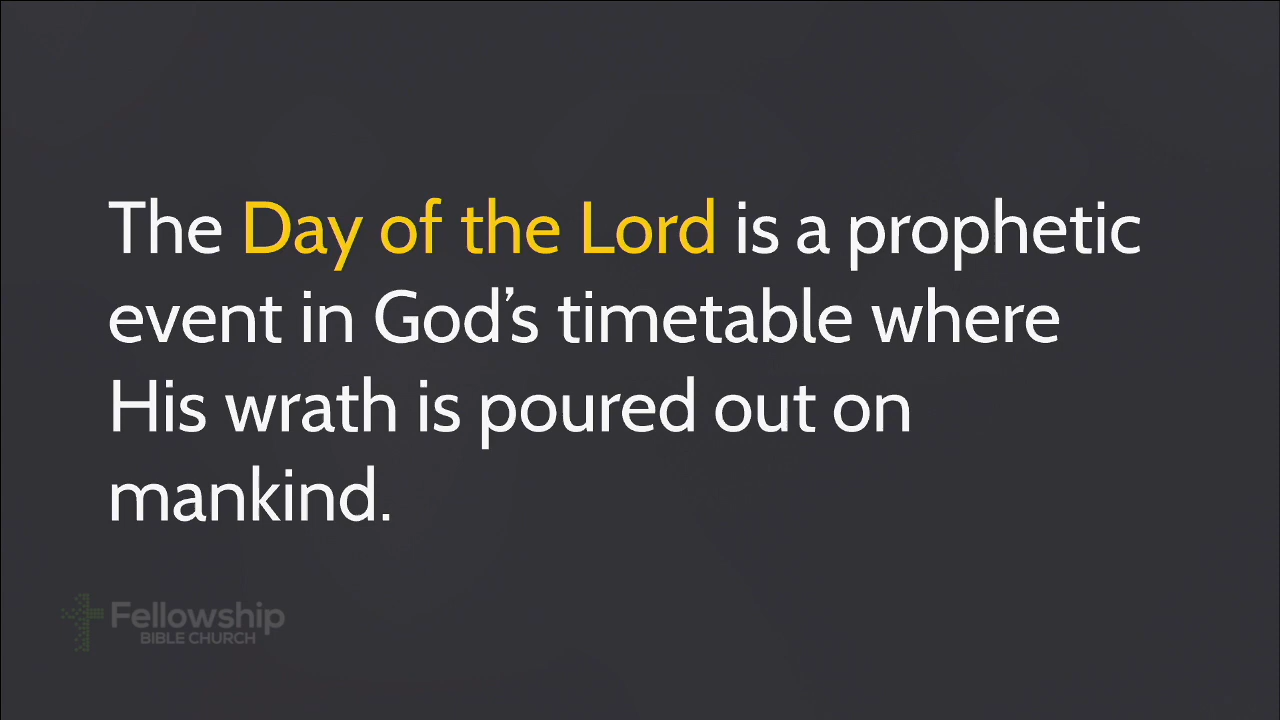 The Day of the Lord is a prophetic
event in God’s timetable where
His wrath is poured out on
mankind.
Fellowship
BIBLE CHURCH